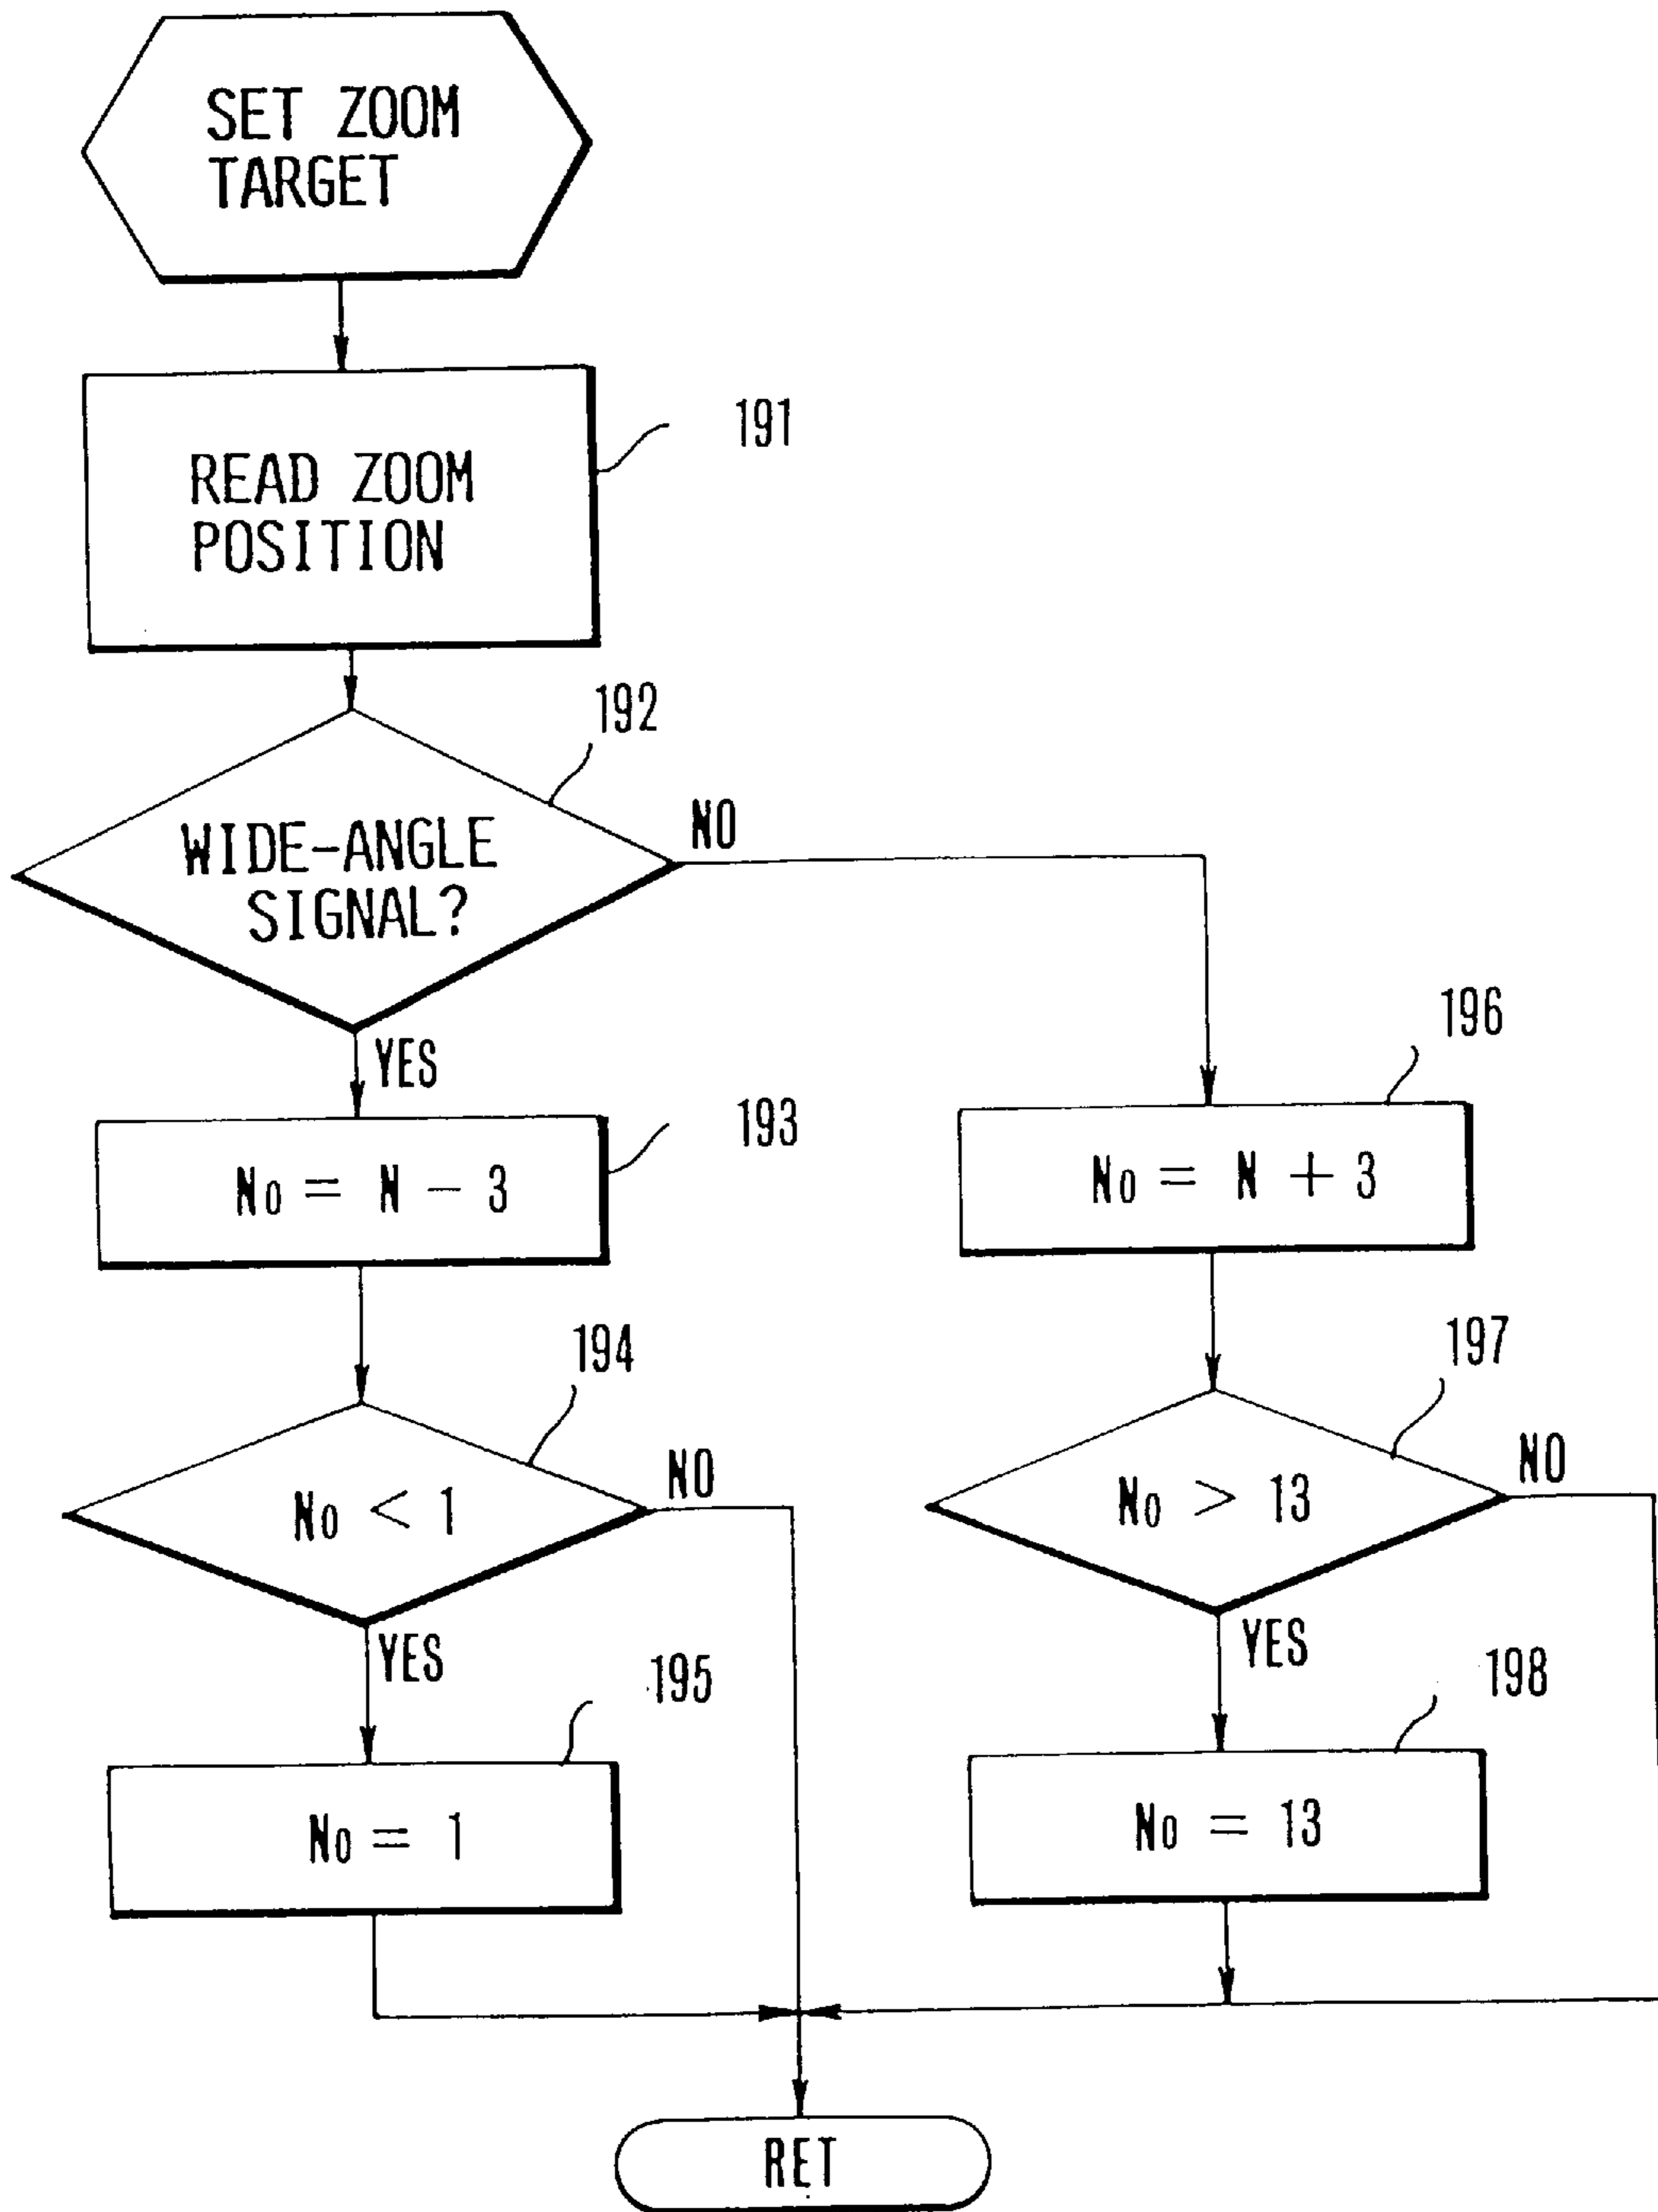 SET ZOOM
TARGET
191
READ ZOOM
POSITION
192
WIDE-ANGLE
SIGNAL?
NO
YES
193
N0 = N - 3
194
N0 < 1
NO
YES
195
N0 = 1
196
N0 = N + 3
197
N0 > 13
NO
YES
198
N0 = 13
RET